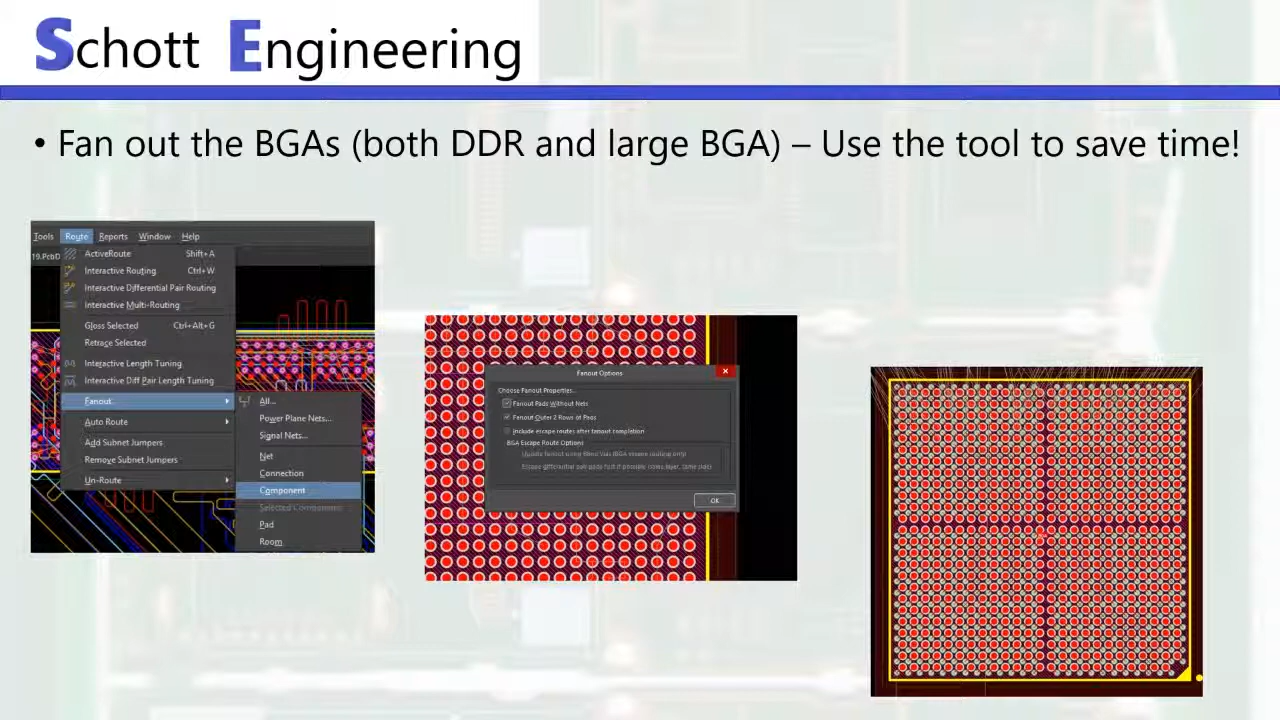 Schott Engineering
• Fan out the BGAs (both DDR and large BGA) – Use the tool to save time!
Tools Route Reports Window Help
19.PcbD
ActiveRoute Shift+A
Interactive Routing Ctrl+W
Interactive Differential Pair Routing
Interactive Multi-Routing
Gloss Selected Ctrl+Alt+G
Retrace Selected
Interactive Length Tuning
Interactive Diff Pair Length Tuning
Fanout
Auto Route
Add Subnet Jumpers
Remove Subnet Jumpers
Un-Route
All...
Power Plane Nets...
Signal Nets...
Net
Connection
Component
Selected Components
Pad
Room
Fanout Options
Choose Fanout Properties...
Fanout Pads Without Nets
Fanout Outer 2 Rows of Pads
Include escape routes after fanout completion
BGA Escape Route Options
OK